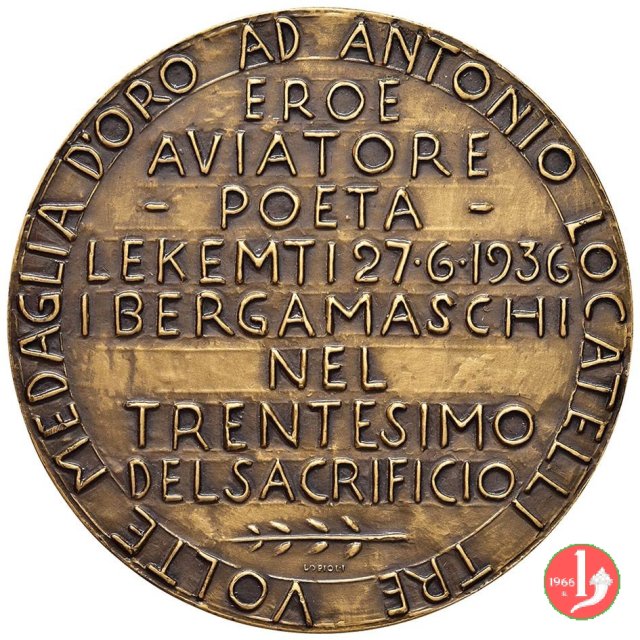 AD ANTONIO LOCATELLI TRE VOLTE MEDAGLIA D'ORO
EROE
AVIATORE
- POETA -
LEKEMTI 27·6·1936
I BERGAMASCHI
NEL
TRENTESIMO
DEL SACRIFICIO
1966